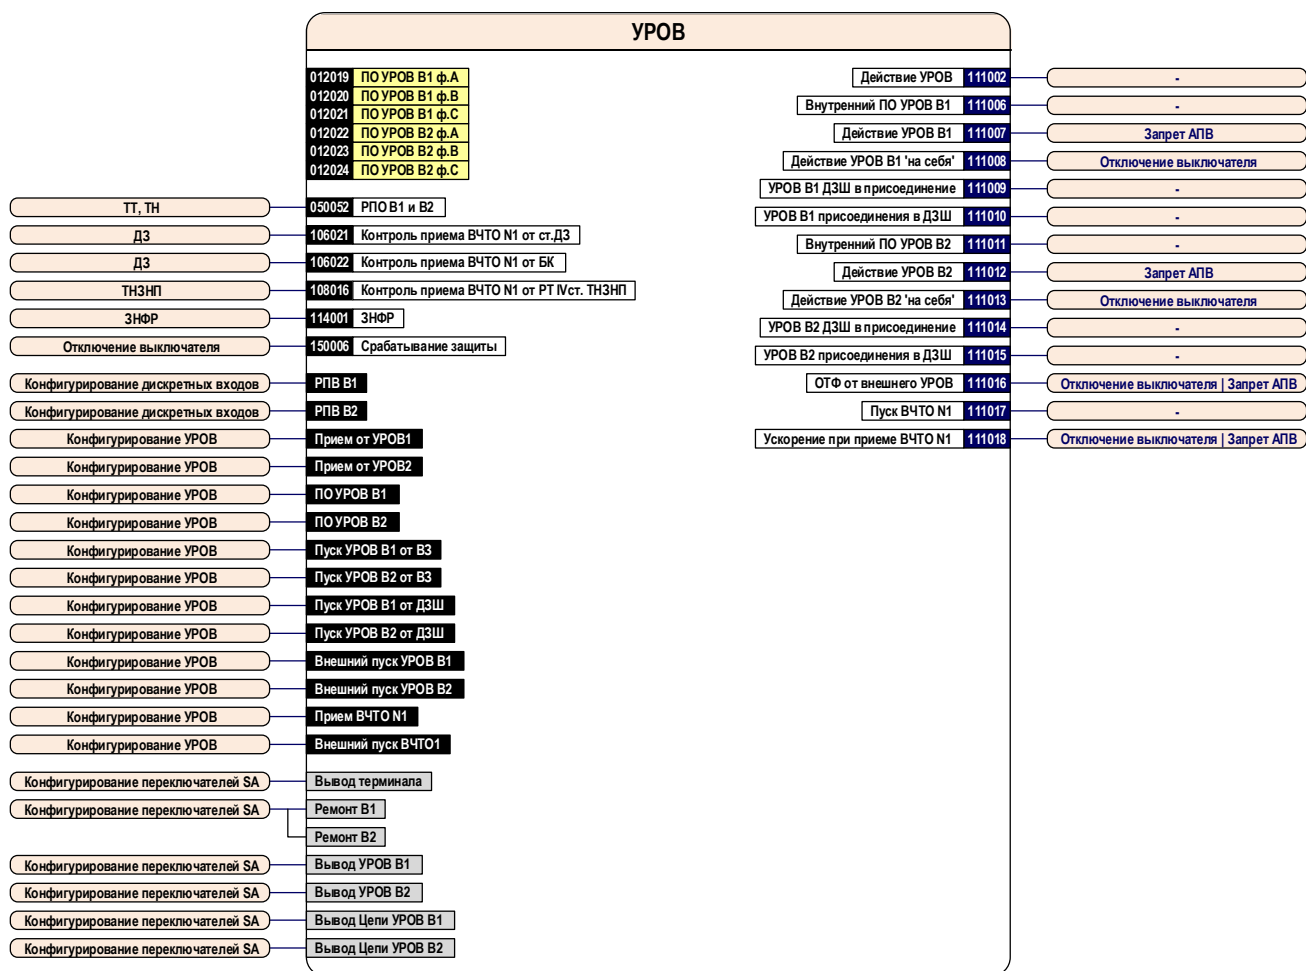 УРОВ
012019 ПО УРОВ В1 ф.А
012020 ПО УРОВ В1 ф.В
012021 ПО УРОВ В1 ф.С
012022 ПО УРОВ В2 ф.А
012023 ПО УРОВ В2 ф.В
012024 ПО УРОВ В2 ф.С
ТТ, ТН 050052 РПО В1 и В2
ДЗ 106021 Контроль приема ВЧТО N1 от ст.ДЗ
ДЗ 106022 Контроль приема ВЧТО N1 от БК
ТНЗНП 108016 Контроль приема ВЧТО N1 от РТ IVст. ТНЗНП
ЗНФР 114001 ЗНФР
Отключение выключателя 150006 Срабатывание защиты
Конфигурирование дискретных входов РПВ В1
Конфигурирование дискретных входов РПВ В2
Конфигурирование УРОВ Прием от УРОВ1
Конфигурирование УРОВ Прием от УРОВ2
Конфигурирование УРОВ ПО УРОВ В1
Конфигурирование УРОВ ПО УРОВ В2
Конфигурирование УРОВ Пуск УРОВ В1 от ВЗ
Конфигурирование УРОВ Пуск УРОВ В2 от ВЗ
Конфигурирование УРОВ Пуск УРОВ В1 от ДЗШ
Конфигурирование УРОВ Пуск УРОВ В2 от ДЗШ
Конфигурирование УРОВ Внешний пуск УРОВ В1
Конфигурирование УРОВ Внешний пуск УРОВ В2
Конфигурирование УРОВ Прием ВЧТО N1
Конфигурирование УРОВ Внешний пуск ВЧТО1
Конфигурирование переключателей SA Вывод терминала
Конфигурирование переключателей SA Ремонт В1
Ремонт В2
Конфигурирование переключателей SA Вывод УРОВ В1
Конфигурирование переключателей SA Вывод УРОВ В2
Конфигурирование переключателей SA Вывод Цепи УРОВ В1
Конфигурирование переключателей SA Вывод Цепи УРОВ В2
Действие УРОВ 111002 -
Внутренний ПО УРОВ В1 111006 -
Действие УРОВ В1 111007 Запрет АПВ
Действие УРОВ В1 'на себя' 111008 Отключение выключателя
УРОВ В1 ДЗШ в присоединение 111009 -
УРОВ В1 присоединения в ДЗШ 111010 -
Внутренний ПО УРОВ В2 111011 -
Действие УРОВ В2 111012 Запрет АПВ
Действие УРОВ В2 'на себя' 111013 Отключение выключателя
УРОВ В2 ДЗШ в присоединение 111014 -
УРОВ В2 присоединения в ДЗШ 111015 -
ОТФ от внешнего УРОВ 111016 Отключение выключателя | Запрет АПВ
Пуск ВЧТО N1 111017 -
Ускорение при приеме ВЧТО N1 111018 Отключение выключателя | Запрет АПВ